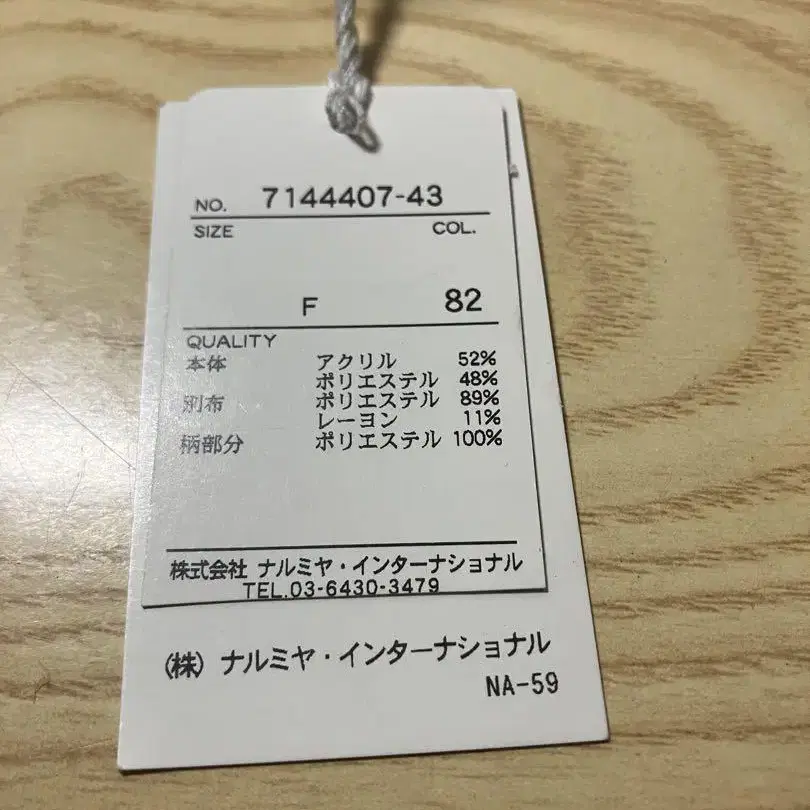 NO. 7144407-43
SIZE COL.
F 82
QUALITY
本体 アクリル 52%
ポリエステル 48%
別布 ポリエステル 89%
レーヨン 11%
柄部分 ポリエステル 100%
株式会社 ナルミヤ・インターナショナル
TEL.03-6430-3479
(株) ナルミヤ・インターナショナル
NA-59